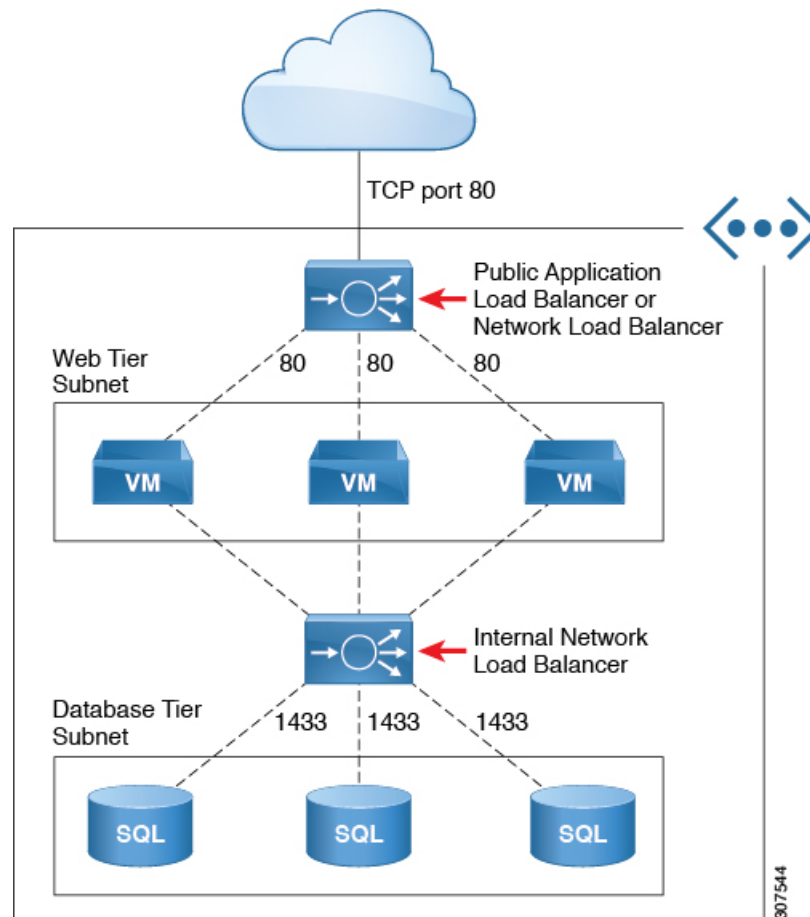 TCP port 80
Public Application
Load Balancer or
Network Load Balancer
Web Tier
Subnet
80
80
80
VM
VM
VM
Internal Network
Load Balancer
Database Tier
Subnet
1433
1433
1433
SQL
SQL
SQL
307544